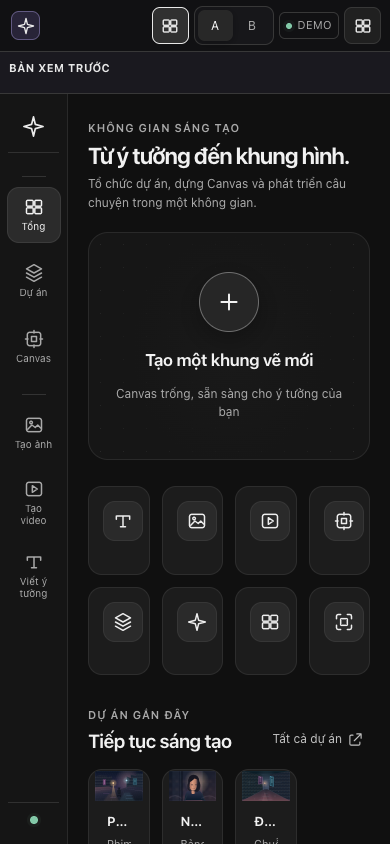 A
B
DEMO
BẢN XEM TRƯỚC
KHÔNG GIAN SÁNG TẠO
Từ ý tưởng đến khung hình.
Tổ chức dự án, dựng Canvas và phát triển câu
chuyện trong một không gian.
Tổng
Dự án
Canvas
Tạo ảnh
Tạo
video
Viết ý
tưởng
Tạo một khung vẽ mới
Canvas trống, sẵn sàng cho ý tưởng của
bạn
DỰ ÁN GẦN ĐÂY
Tiếp tục sáng tạo
Tất cả dự án
P...
N...
Đ...
Phim